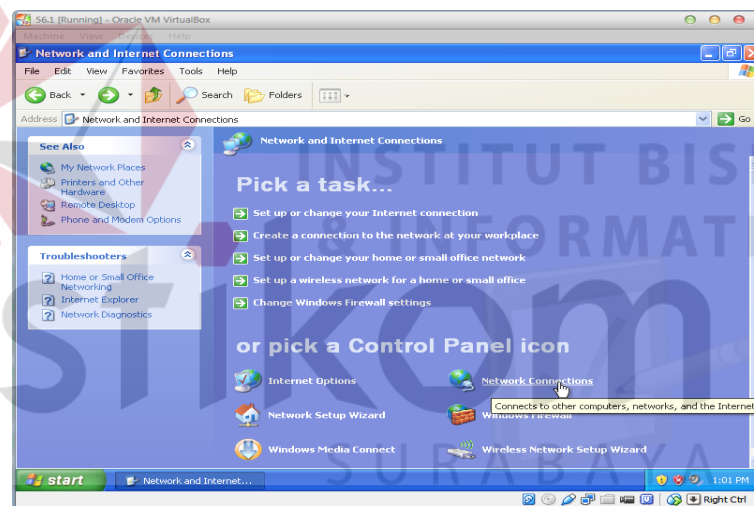 56.1 [Running] - Oracle VM VirtualBox
Machine View Devices Help
Network and Internet Connections
File Edit View Favorites Tools Help
Back Search Folders
Address Network and Internet Connections Go
See Also
My Network Places
Printers and Other
Hardware
Remote Desktop
Phone and Modem Options
Troubleshooters
Home or Small Office
Networking
Internet Explorer
Network Diagnostics
Network and Internet Connections
Pick a task...
Set up or change your Internet connection
Create a connection to the network at your workplace
Set up or change your home or small office network
Set up a wireless network for a home or small office
Change Windows Firewall settings
or pick a Control Panel icon
Internet Options
Network Connections
Connects to other computers, networks, and the Internet
Network Setup Wizard
Windows Firewall
Windows Media Connect
Wireless Network Setup Wizard
start Network and Internet... 1:01 PM
Right Ctrl
INSTITUT BIS
& INFORMAT
stikom
SURABAYA